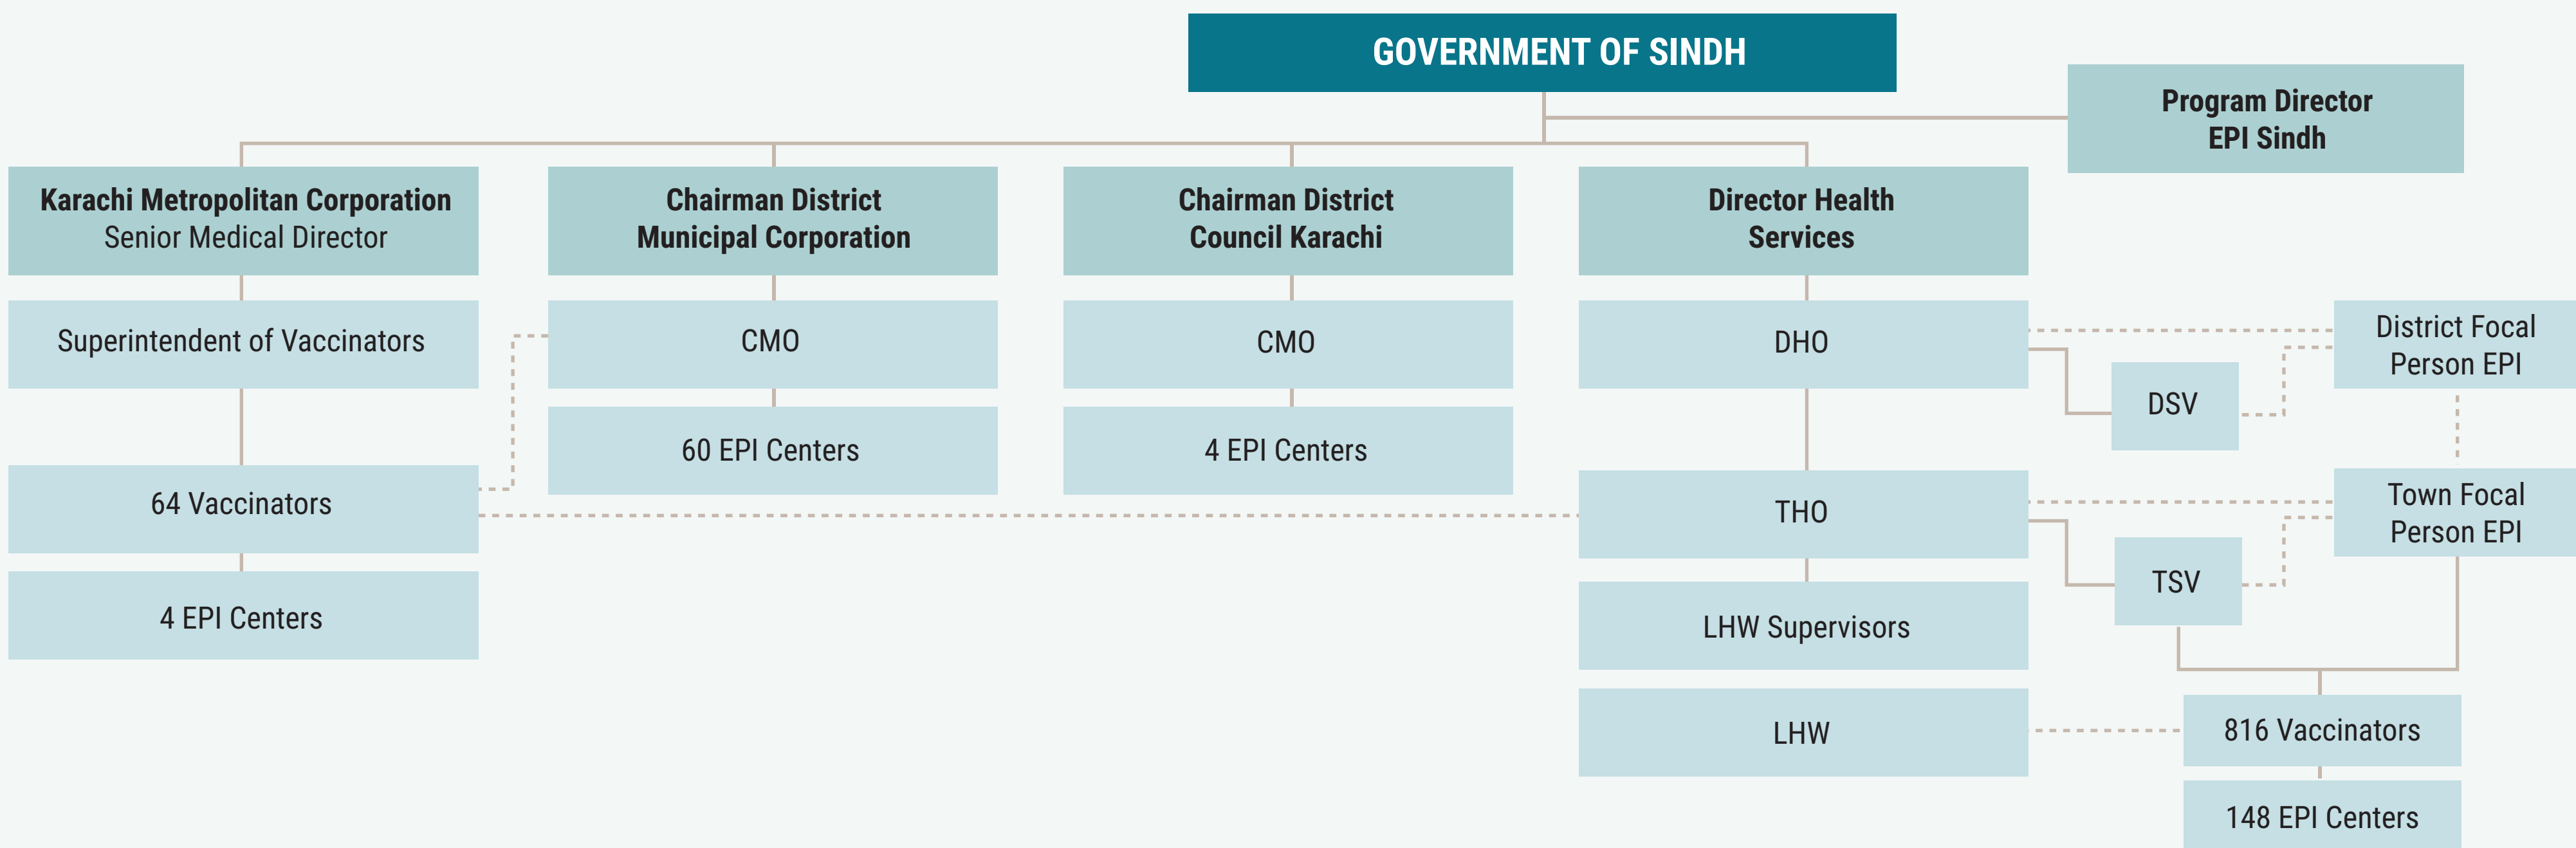 GOVERNMENT OF SINDH
Program Director
EPI Sindh
Karachi Metropolitan Corporation
Senior Medical Director
Chairman District
Municipal Corporation
Chairman District
Council Karachi
Director Health
Services
Superintendent of Vaccinators
CMO
CMO
DHO
District Focal
Person EPI
DSV
60 EPI Centers
4 EPI Centers
64 Vaccinators
THO
Town Focal
Person EPI
TSV
4 EPI Centers
LHW Supervisors
LHW
816 Vaccinators
148 EPI Centers